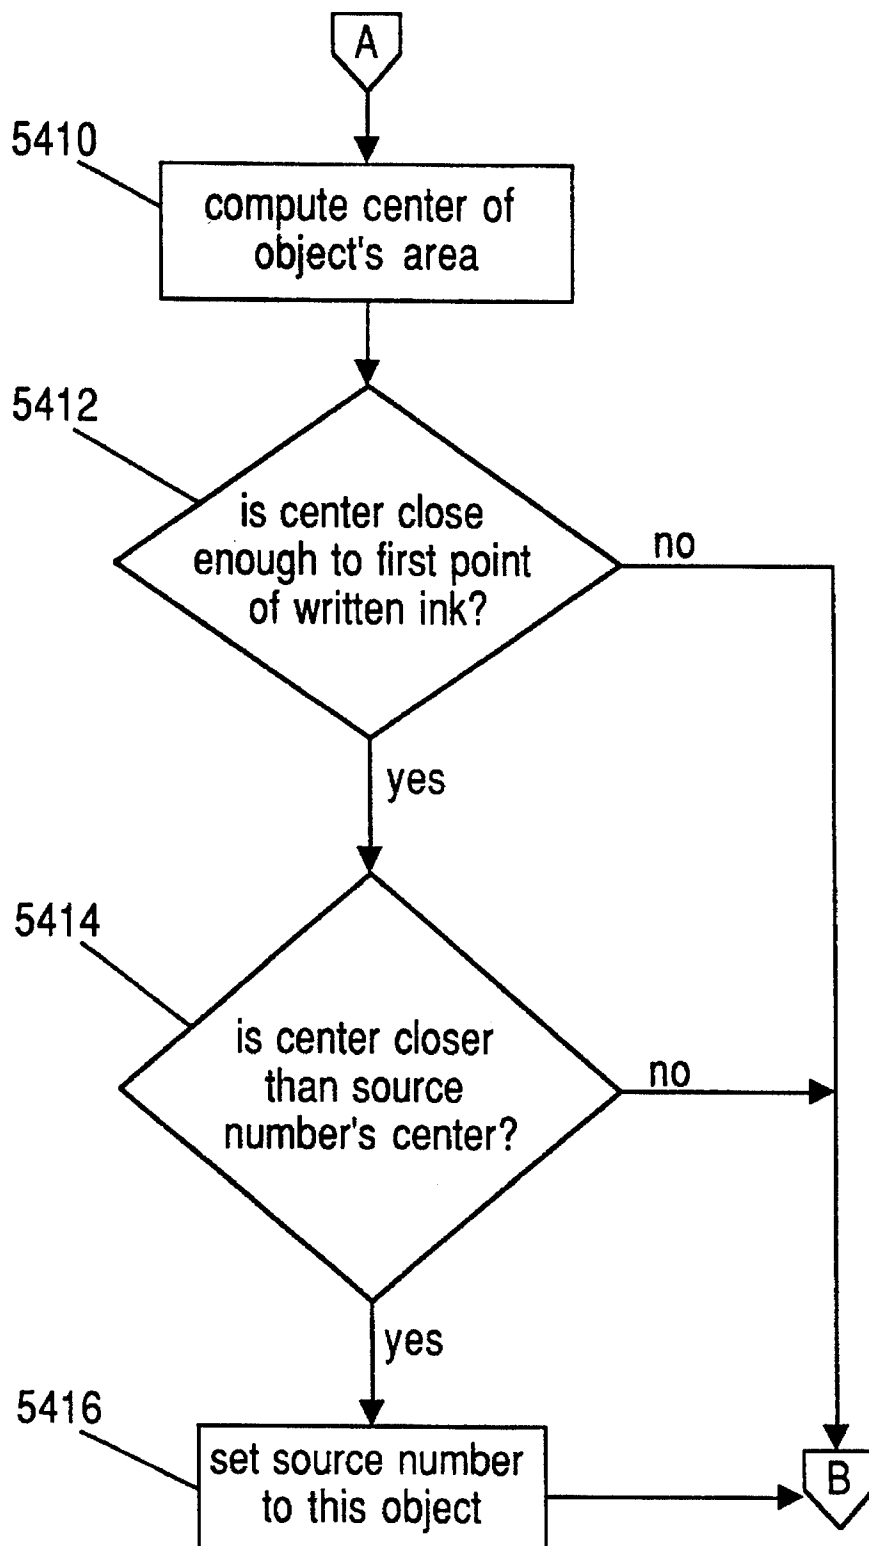 A
5410
compute center of
object's area
5412
is center close
enough to first point
of written ink?
no
yes
5414
is center closer
than source
number's center?
no
yes
5416
set source number
to this object
B